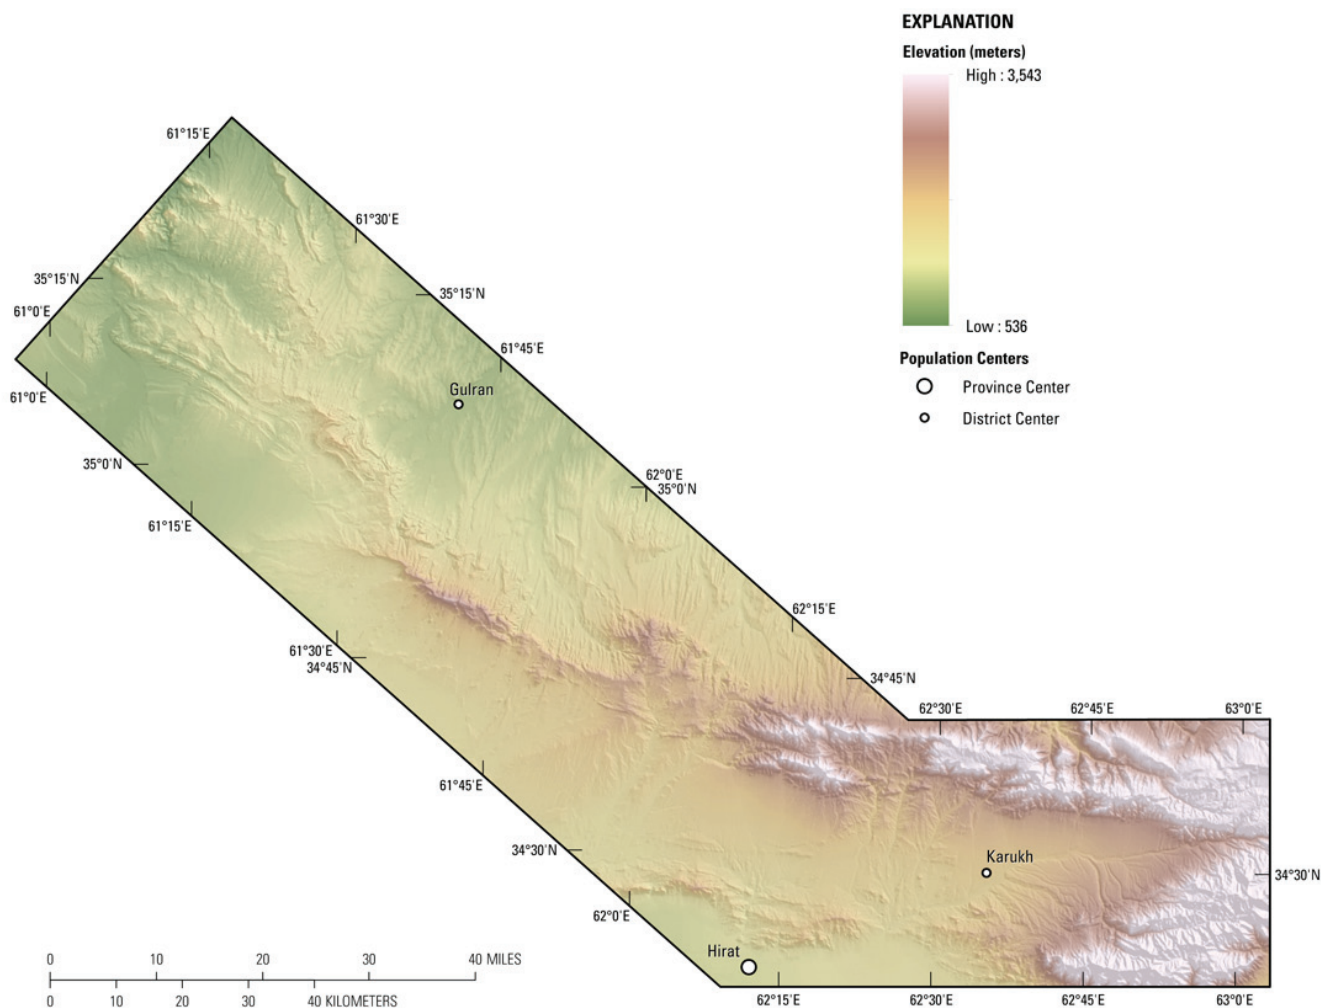 EXPLANATION
Elevation (meters)
High : 3,543
Low : 536
Population Centers
Province Center
District Center
61°15'E
61°30'E
35°15'N
35°15'N
61°0'E
61°45'E
61°0'E
Gulran
35°0'N
62°0'E
35°0'N
61°15'E
62°15'E
61°30'E
34°45'N
34°45'N
62°30'E
62°45'E
63°0'E
61°45'E
34°30'N
Karukh
34°30'N
62°0'E
Hirat
62°15'E
62°30'E
62°45'E
63°0'E
0 10 20 30 40 MILES
0 10 20 30 40 KILOMETERS